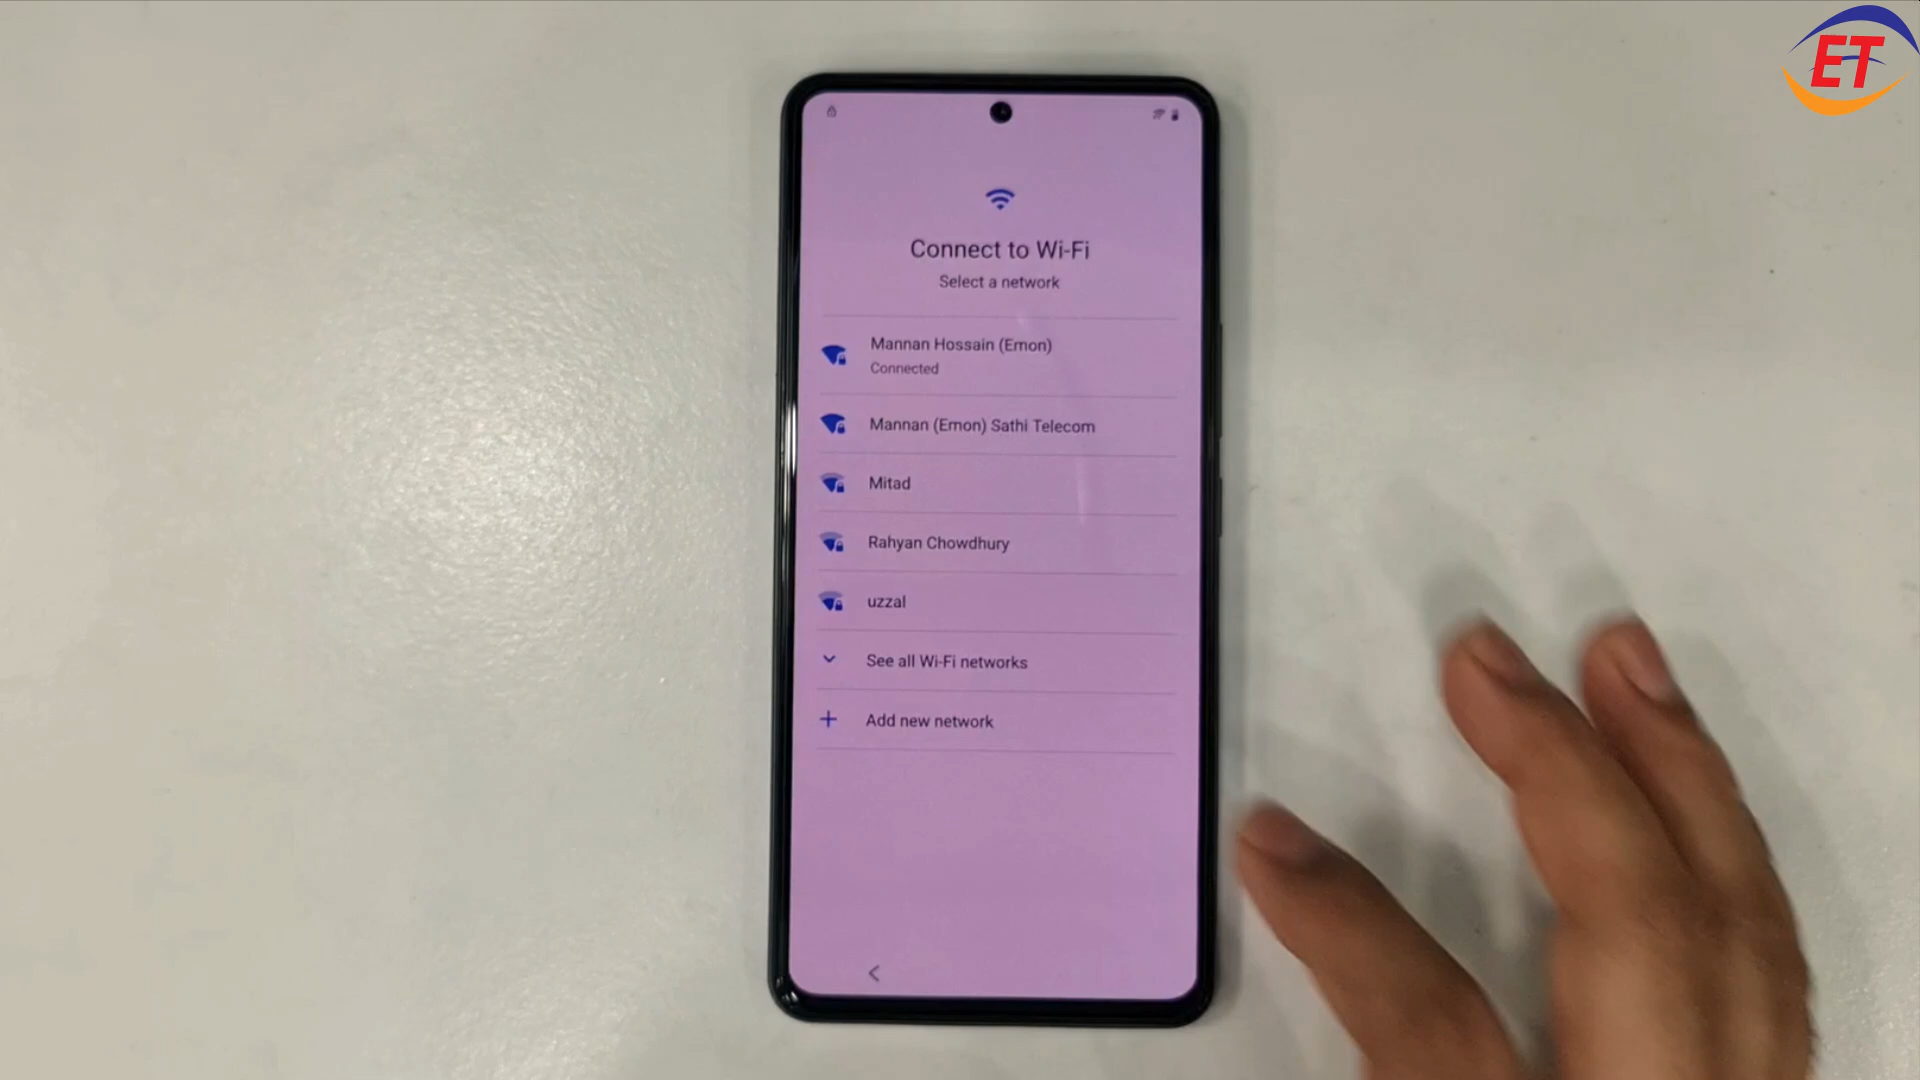 ET
Connect to Wi-Fi
Select a network
Mannan Hossain (Emon)
Connected
Mannan (Emon) Sathi Telecom
Mitad
Rahyan Chowdhury
uzzal
See all Wi-Fi networks
Add new network